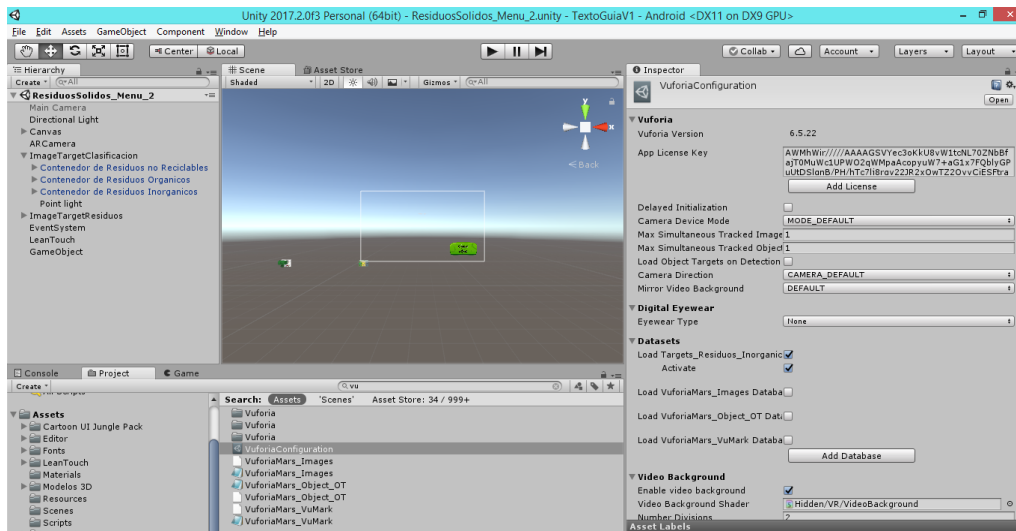 Unity 2017.2.0f3 Personal (64bit) - ResiduosSolidos_Menu_2.unity - TextoGuiaV1 - Android <DX11 on DX9 GPU>
File Edit Assets GameObject Component Window Help
Center Local Collab Account Layers Layout
Hierarchy
Create All
ResiduosSolidos_Menu_2
Main Camera
Directional Light
Canvas
ARCamera
ImageTargetClasificacion
Contenedor de Residuos no Reciclables
Contenedor de Residuos Organicos
Contenedor de Residuos Inorganicos
Point light
ImageTargetResiduos
EventSystem
LeanTouch
GameObject
Scene Asset Store
Shaded 2D Gizmos All
y
x
Back
Console Project Game
Create vu
Assets
Cartoon UI Jungle Pack
Editor
Fonts
LeanTouch
Materials
Modelos 3D
Resources
Scenes
Scripts
Search: Assets 'Scenes' Asset Store: 34 / 999+
Vuforia
Vuforia
Vuforia
VuforiaConfiguration
VuforiaMars_Images
VuforiaMars_Images
VuforiaMars_Object_OT
VuforiaMars_Object_OT
VuforiaMars_VuMark
VuforiaMars_VuMark
Inspector
VuforiaConfiguration
Open
Vuforia
Vuforia Version 6.5.22
App License Key
Add License
Delayed Initialization
Camera Device Mode MODE_DEFAULT
Max Simultaneous Tracked Image 1
Max Simultaneous Tracked Object 1
Load Object Targets on Detection
Camera Direction CAMERA_DEFAULT
Mirror Video Background DEFAULT
Digital Eyewear
Eyewear Type None
Datasets
Load Targets_Residuos_Inorganic
Activate
Load VuforiaMars_Images Databa
Load VuforiaMars_Object_OT Dat
Load VuforiaMars_VuMark Databa
Add Database
Video Background
Enable video background
Video Background Shader Hidden/VR/VideoBackground
Number Divisions 2
Asset Labels